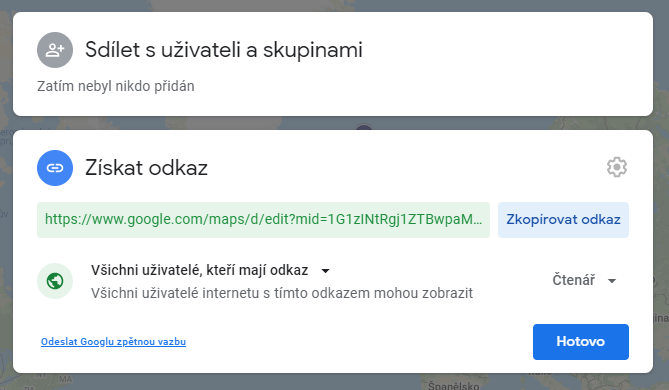 Sdílet s uživateli a skupinami
Zatím nebyl nikdo přidán
Získat odkaz
https://www.google.com/maps/d/edit?mid=1G1zINtRgj1ZTBwpaM...
Zkopírovat odkaz
Všichni uživatelé, kteří mají odkaz
Čtenář
Všichni uživatelé internetu s tímto odkazem mohou zobrazit
Odeslat Googlu zpětnou vazbu
Hotovo
MA
Španělsko